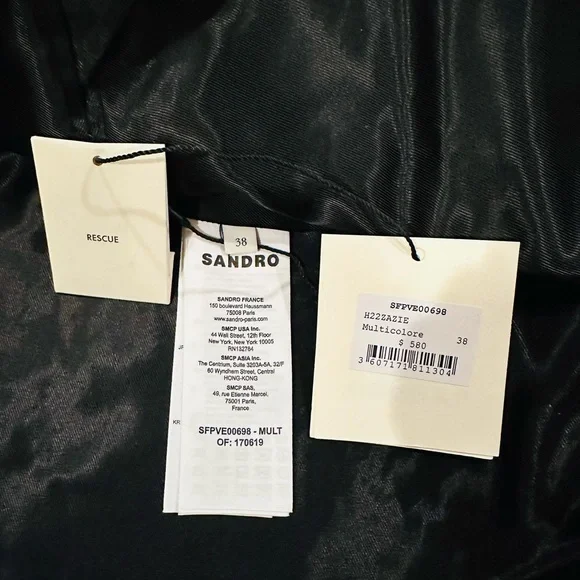 RESCUE
38
SANDRO
SANDRO FRANCE
150 boulevard Haussmann
75008 Paris
www.sandro-paris.com
SMCP USA Inc.
44 Wall Street, 12th Floor
New York, New York 10005
RN132784
SMCP ASIA Inc.
The Centrum, Suite 3203A-5A, 32/F
60 Wyndham Street, Central
HONG-KONG
SMCP SAS,
49, rue Etienne Marcel,
75001 Paris,
France
KR
SFPVE00698 - MULT
OF: 170619
SFPVE00698
H22ZAZIE
Multicolore 38
$ 580
3 607171 811304